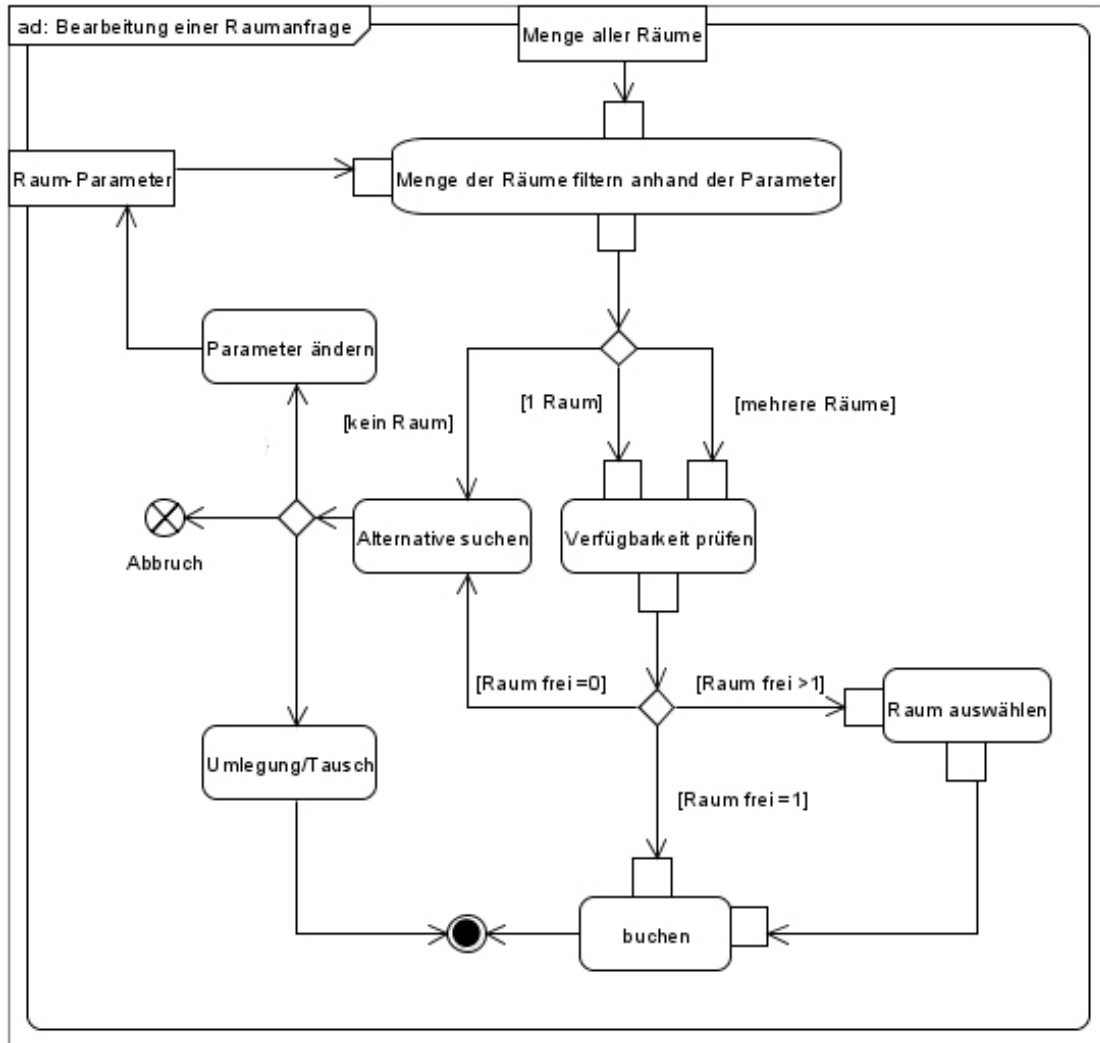 ad: Bearbeitung einer Raumanfrage
Menge aller Räume
Raum-Parameter
Menge der Räume filtern anhand der Parameter
Parameter ändern
[kein Raum]
[1 Raum]
[mehrere Räume]
Abbruch
Alternative suchen
Verfügbarkeit prüfen
[Raum frei =0]
[Raum frei >1]
Raum auswählen
Umlegung/Tausch
[Raum frei =1]
buchen